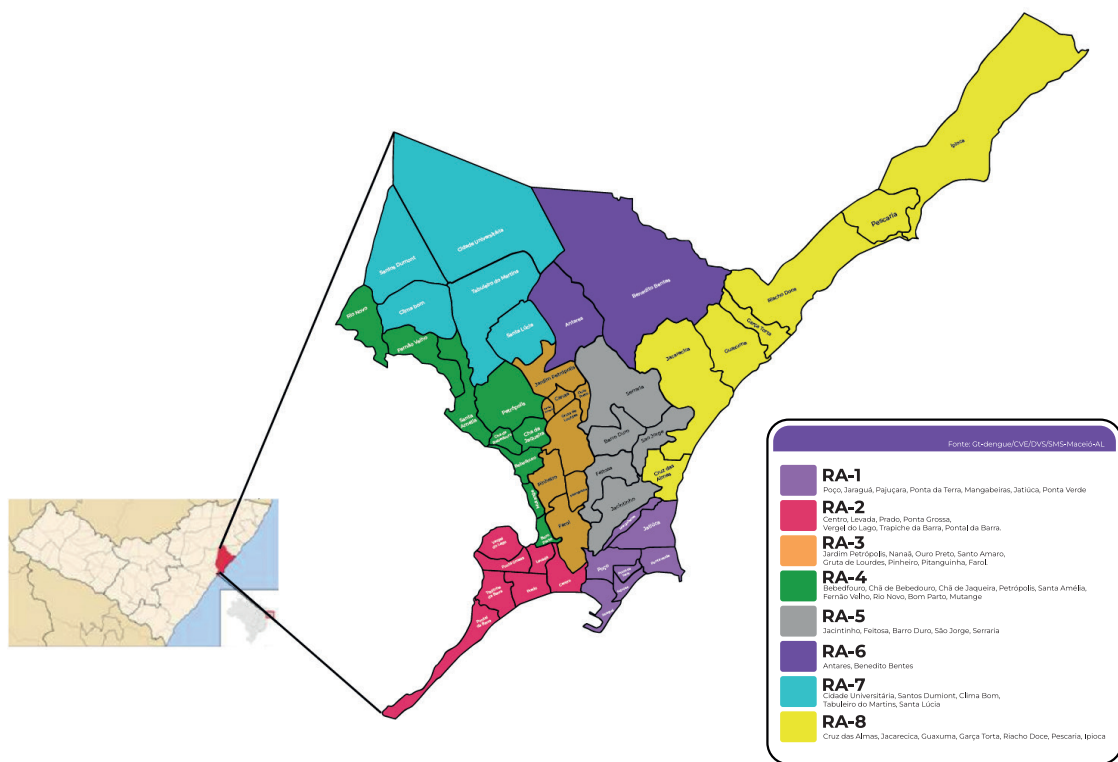 Ipioca
Pescaria
Riacho Doce
Garça Torta
Guaxuma
Jacarecica
Cruz das
Almas
Cidade Universitária
Santos Dumont
Tabuleiro do Martins
Clima bom
Santa Lúcia
Antares
Benedito Bentes
Rio Novo
Fernão Velho
Petrópolis
Santa
Amélia
Chã da
Jaqueira
Jardim Petrópolis
Serraria
Barro Duro
São Jorge
Feitosa
Jacintinho
Pinheiro
Farol
Jatiúca
Poço
Levada
Centro
Prado
Fonte: Gt-dengue/CVE/DVS/SMS-Maceió-AL
RA-1
Poço, Jaraguá, Pajuçara, Ponta da Terra, Mangabeiras, Jatiúca, Ponta Verde
RA-2
Centro, Levada, Prado, Ponta Grossa,
Vergel do Lago, Trapiche da Barra, Pontal da Barra.
RA-3
Jardim Petrópolis, Nanaã, Ouro Preto, Santo Amaro,
Gruta de Lourdes, Pinheiro, Pitanguinha, Farol.
RA-4
Bebedfouro, Chã de Bebedouro, Chã de Jaqueira, Petrópolis, Santa Amélia,
Fernão Velho, Rio Novo, Bom Parto, Mutange
RA-5
Jacintinho, Feitosa, Barro Duro, São Jorge, Serraria
RA-6
Antares, Benedito Bentes
RA-7
Cidade Universitária, Santos Dumiont, Clima Bom,
Tabuleiro do Martins, Santa Lúcia
RA-8
Cruz das Almas, Jacarecica, Guaxuma, Garça Torta, Riacho Doce, Pescaria, Ipioca